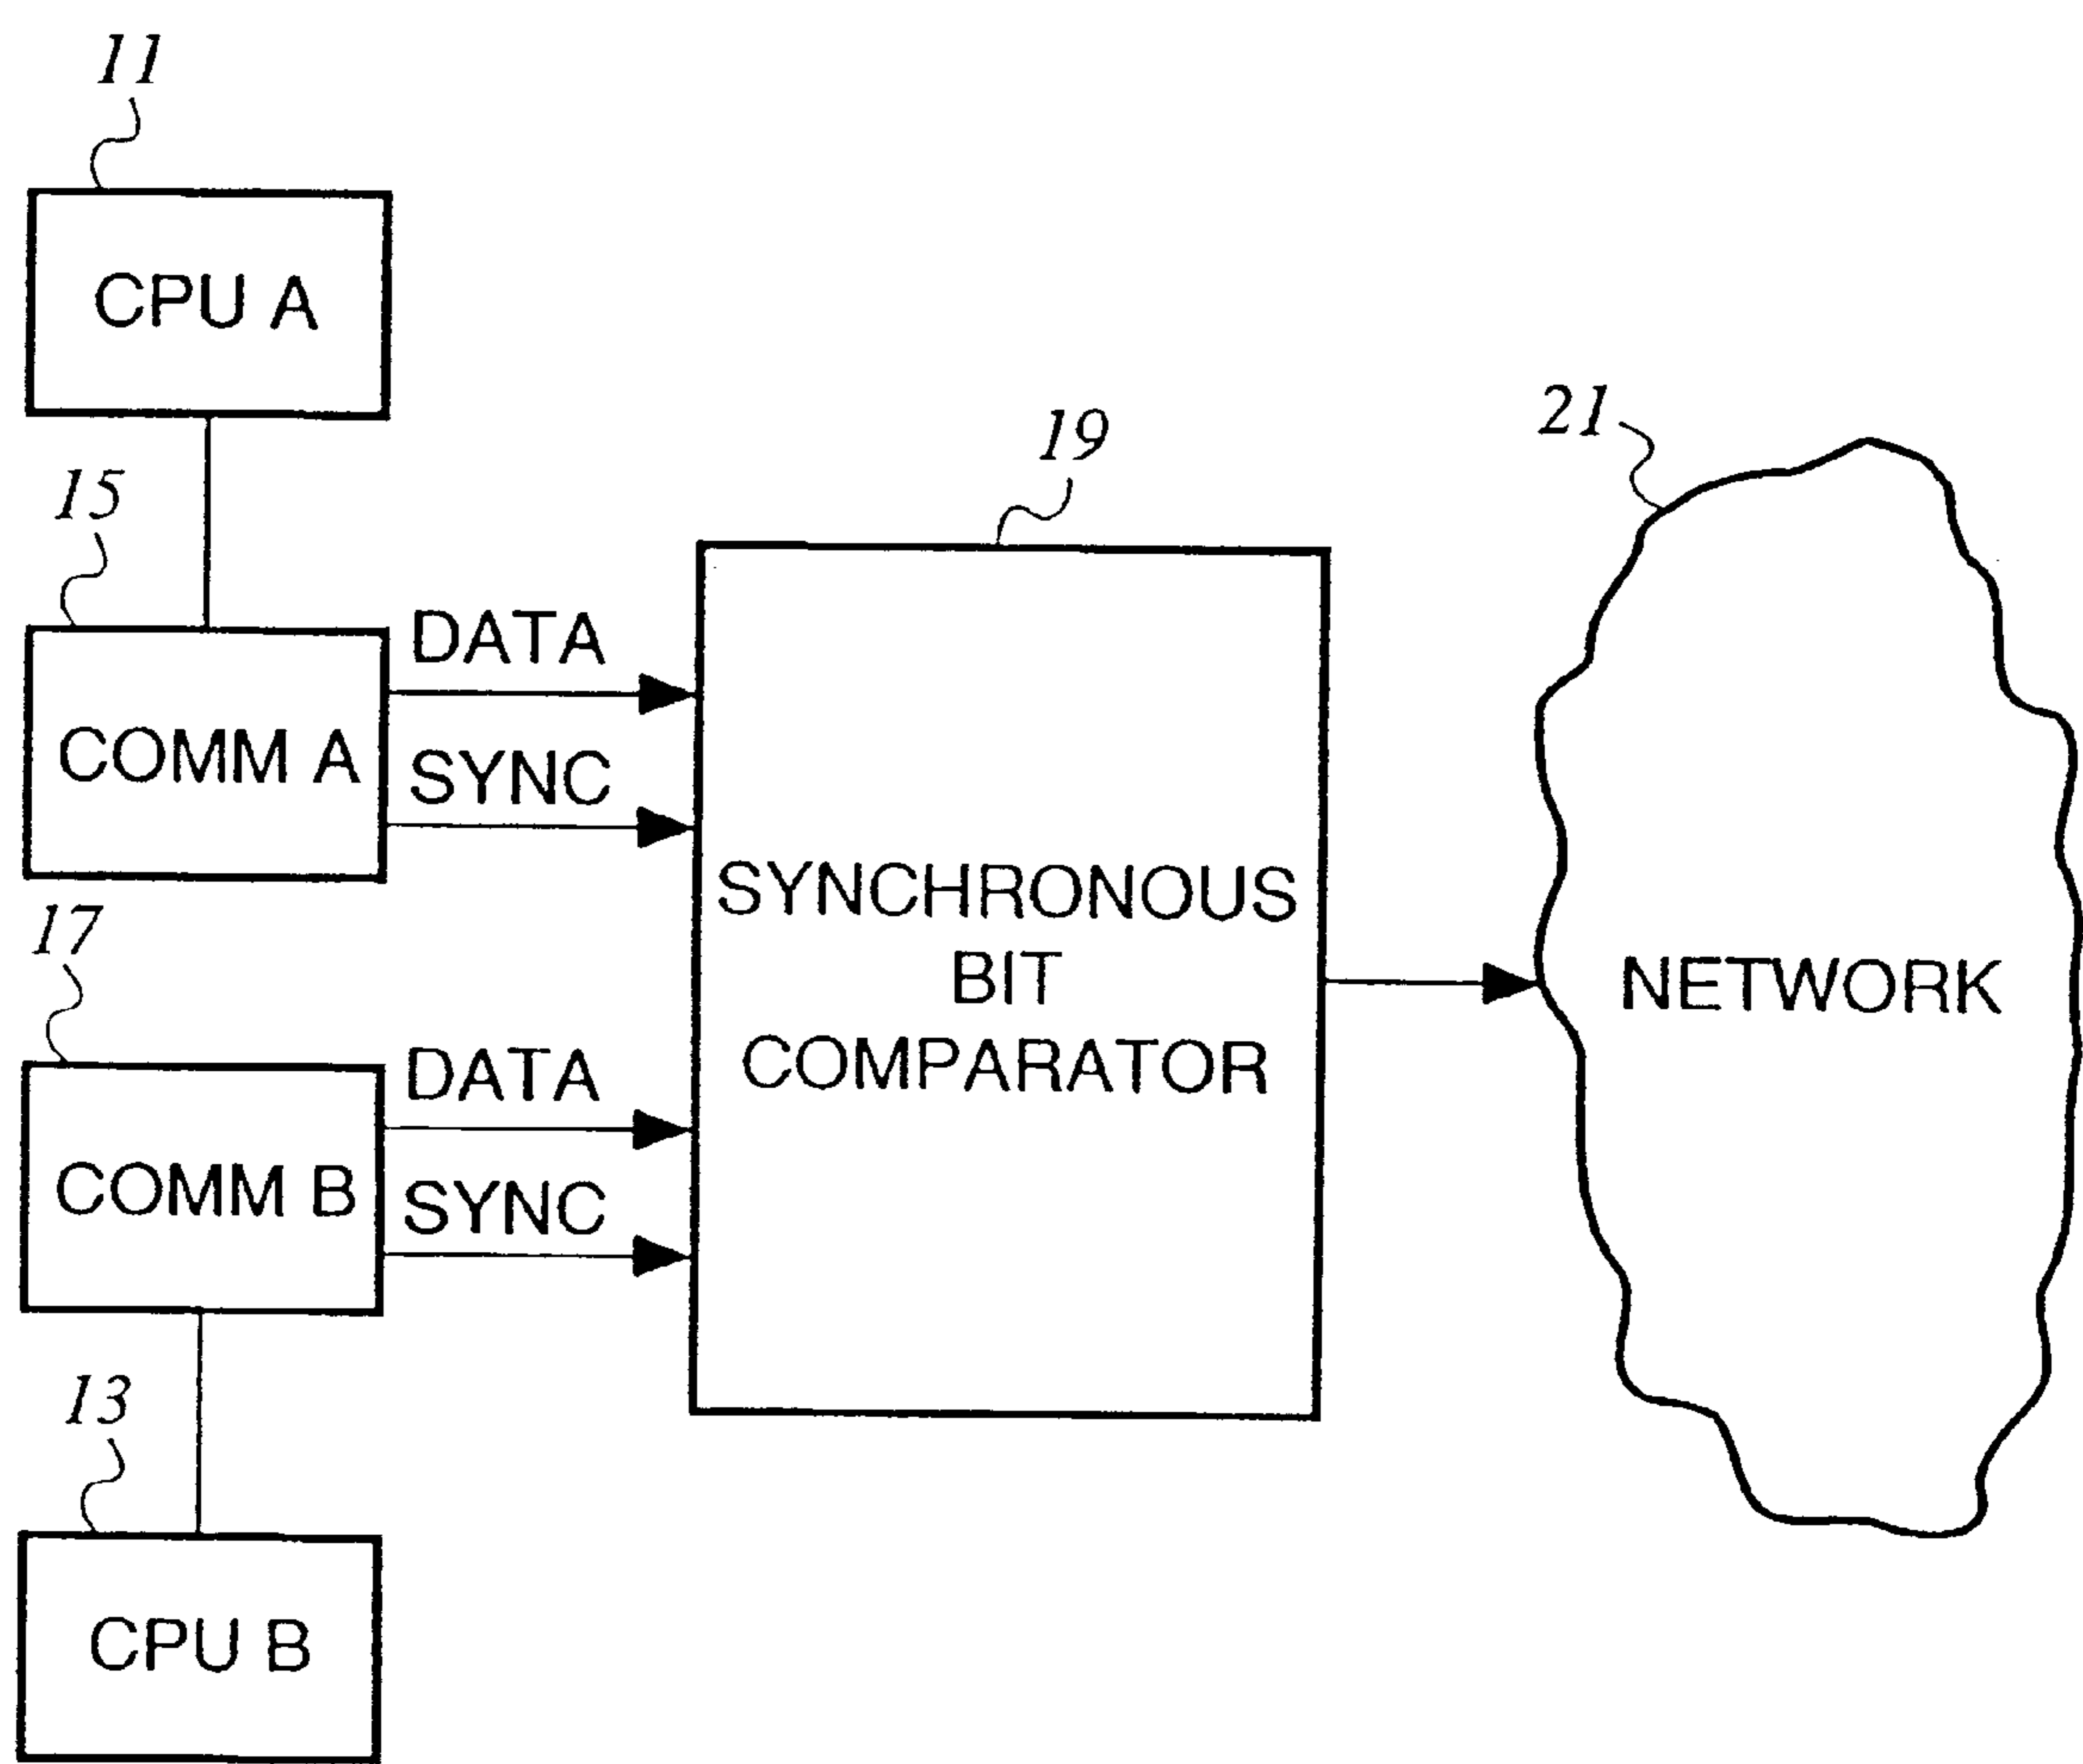 11
CPU A
15
COMM A
DATA
SYNC
17
COMM B
DATA
SYNC
13
CPU B
19
SYNCHRONOUS
BIT
COMPARATOR
21
NETWORK